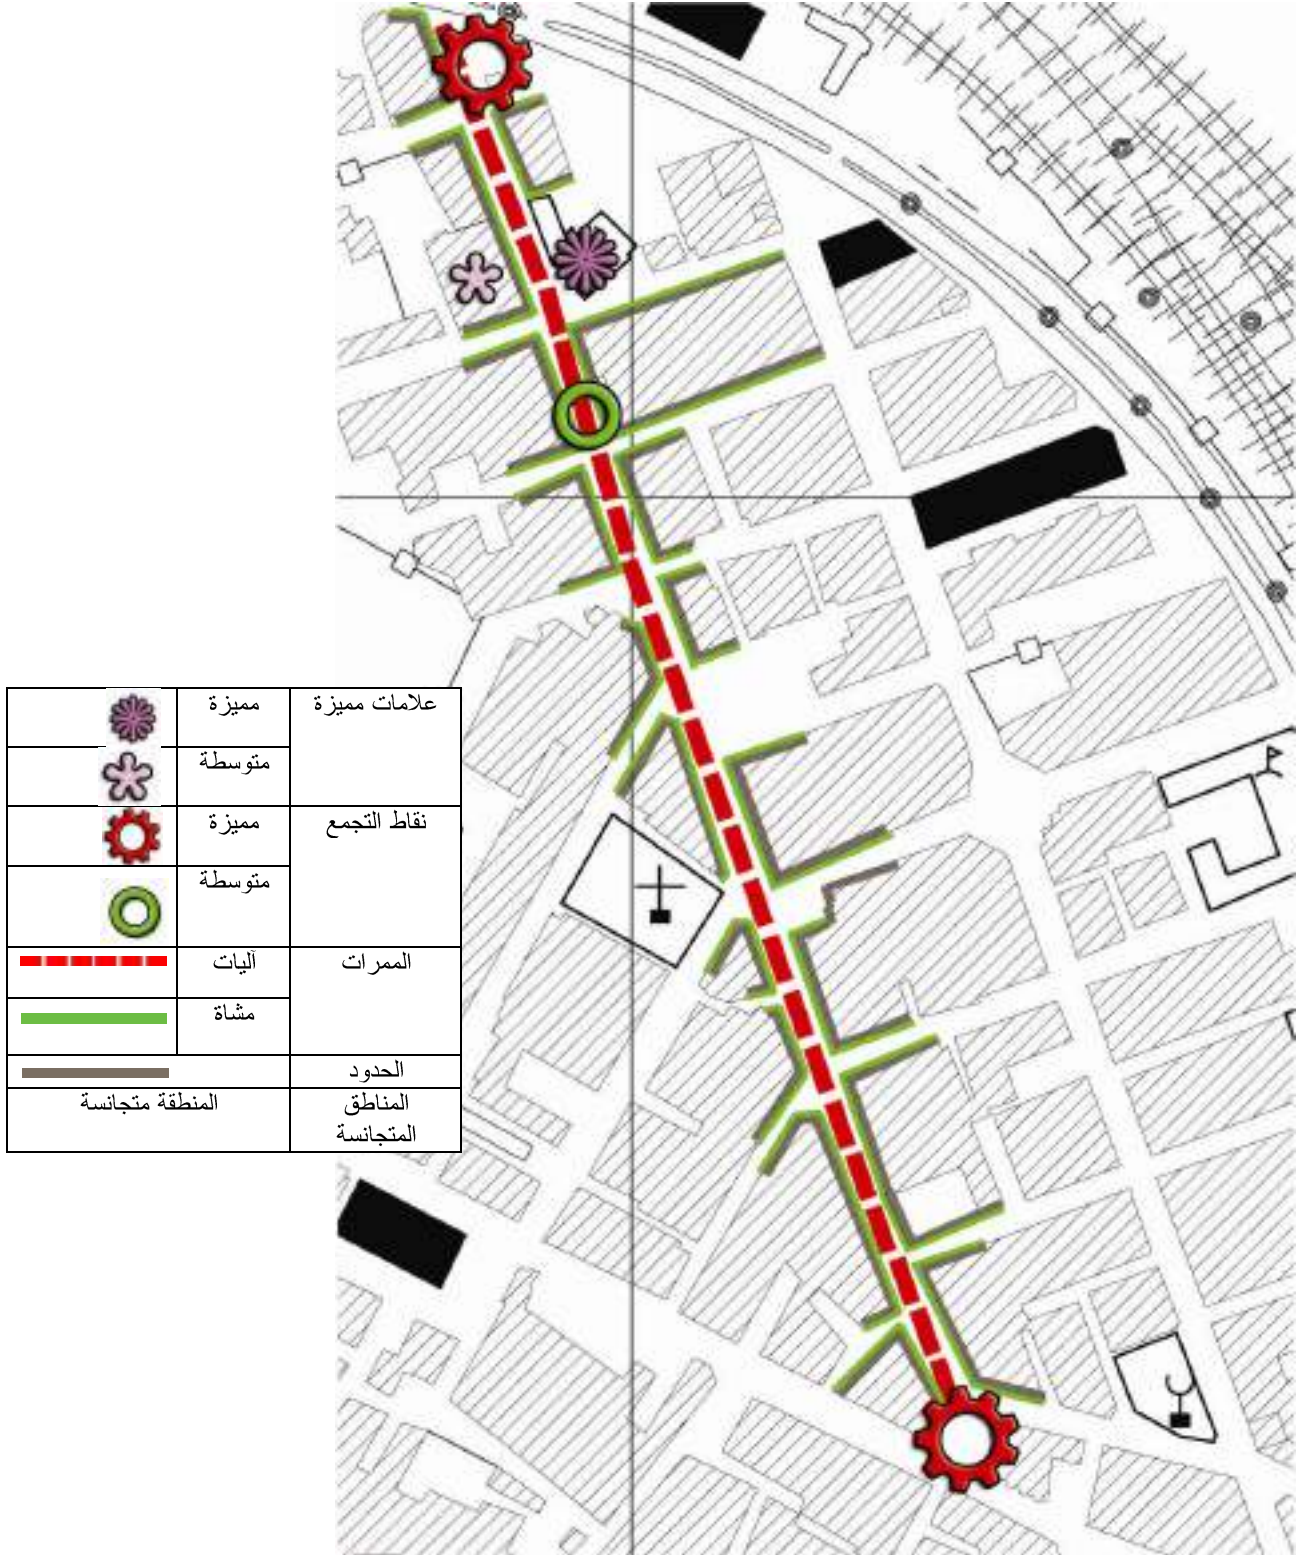 علامات مميزة
مميزة
متوسطة
نقاط التجمع
مميزة
متوسطة
الممرات
آليات
مشاة
الحدود
المناطق
المتجانسة
المنطقة متجانسة